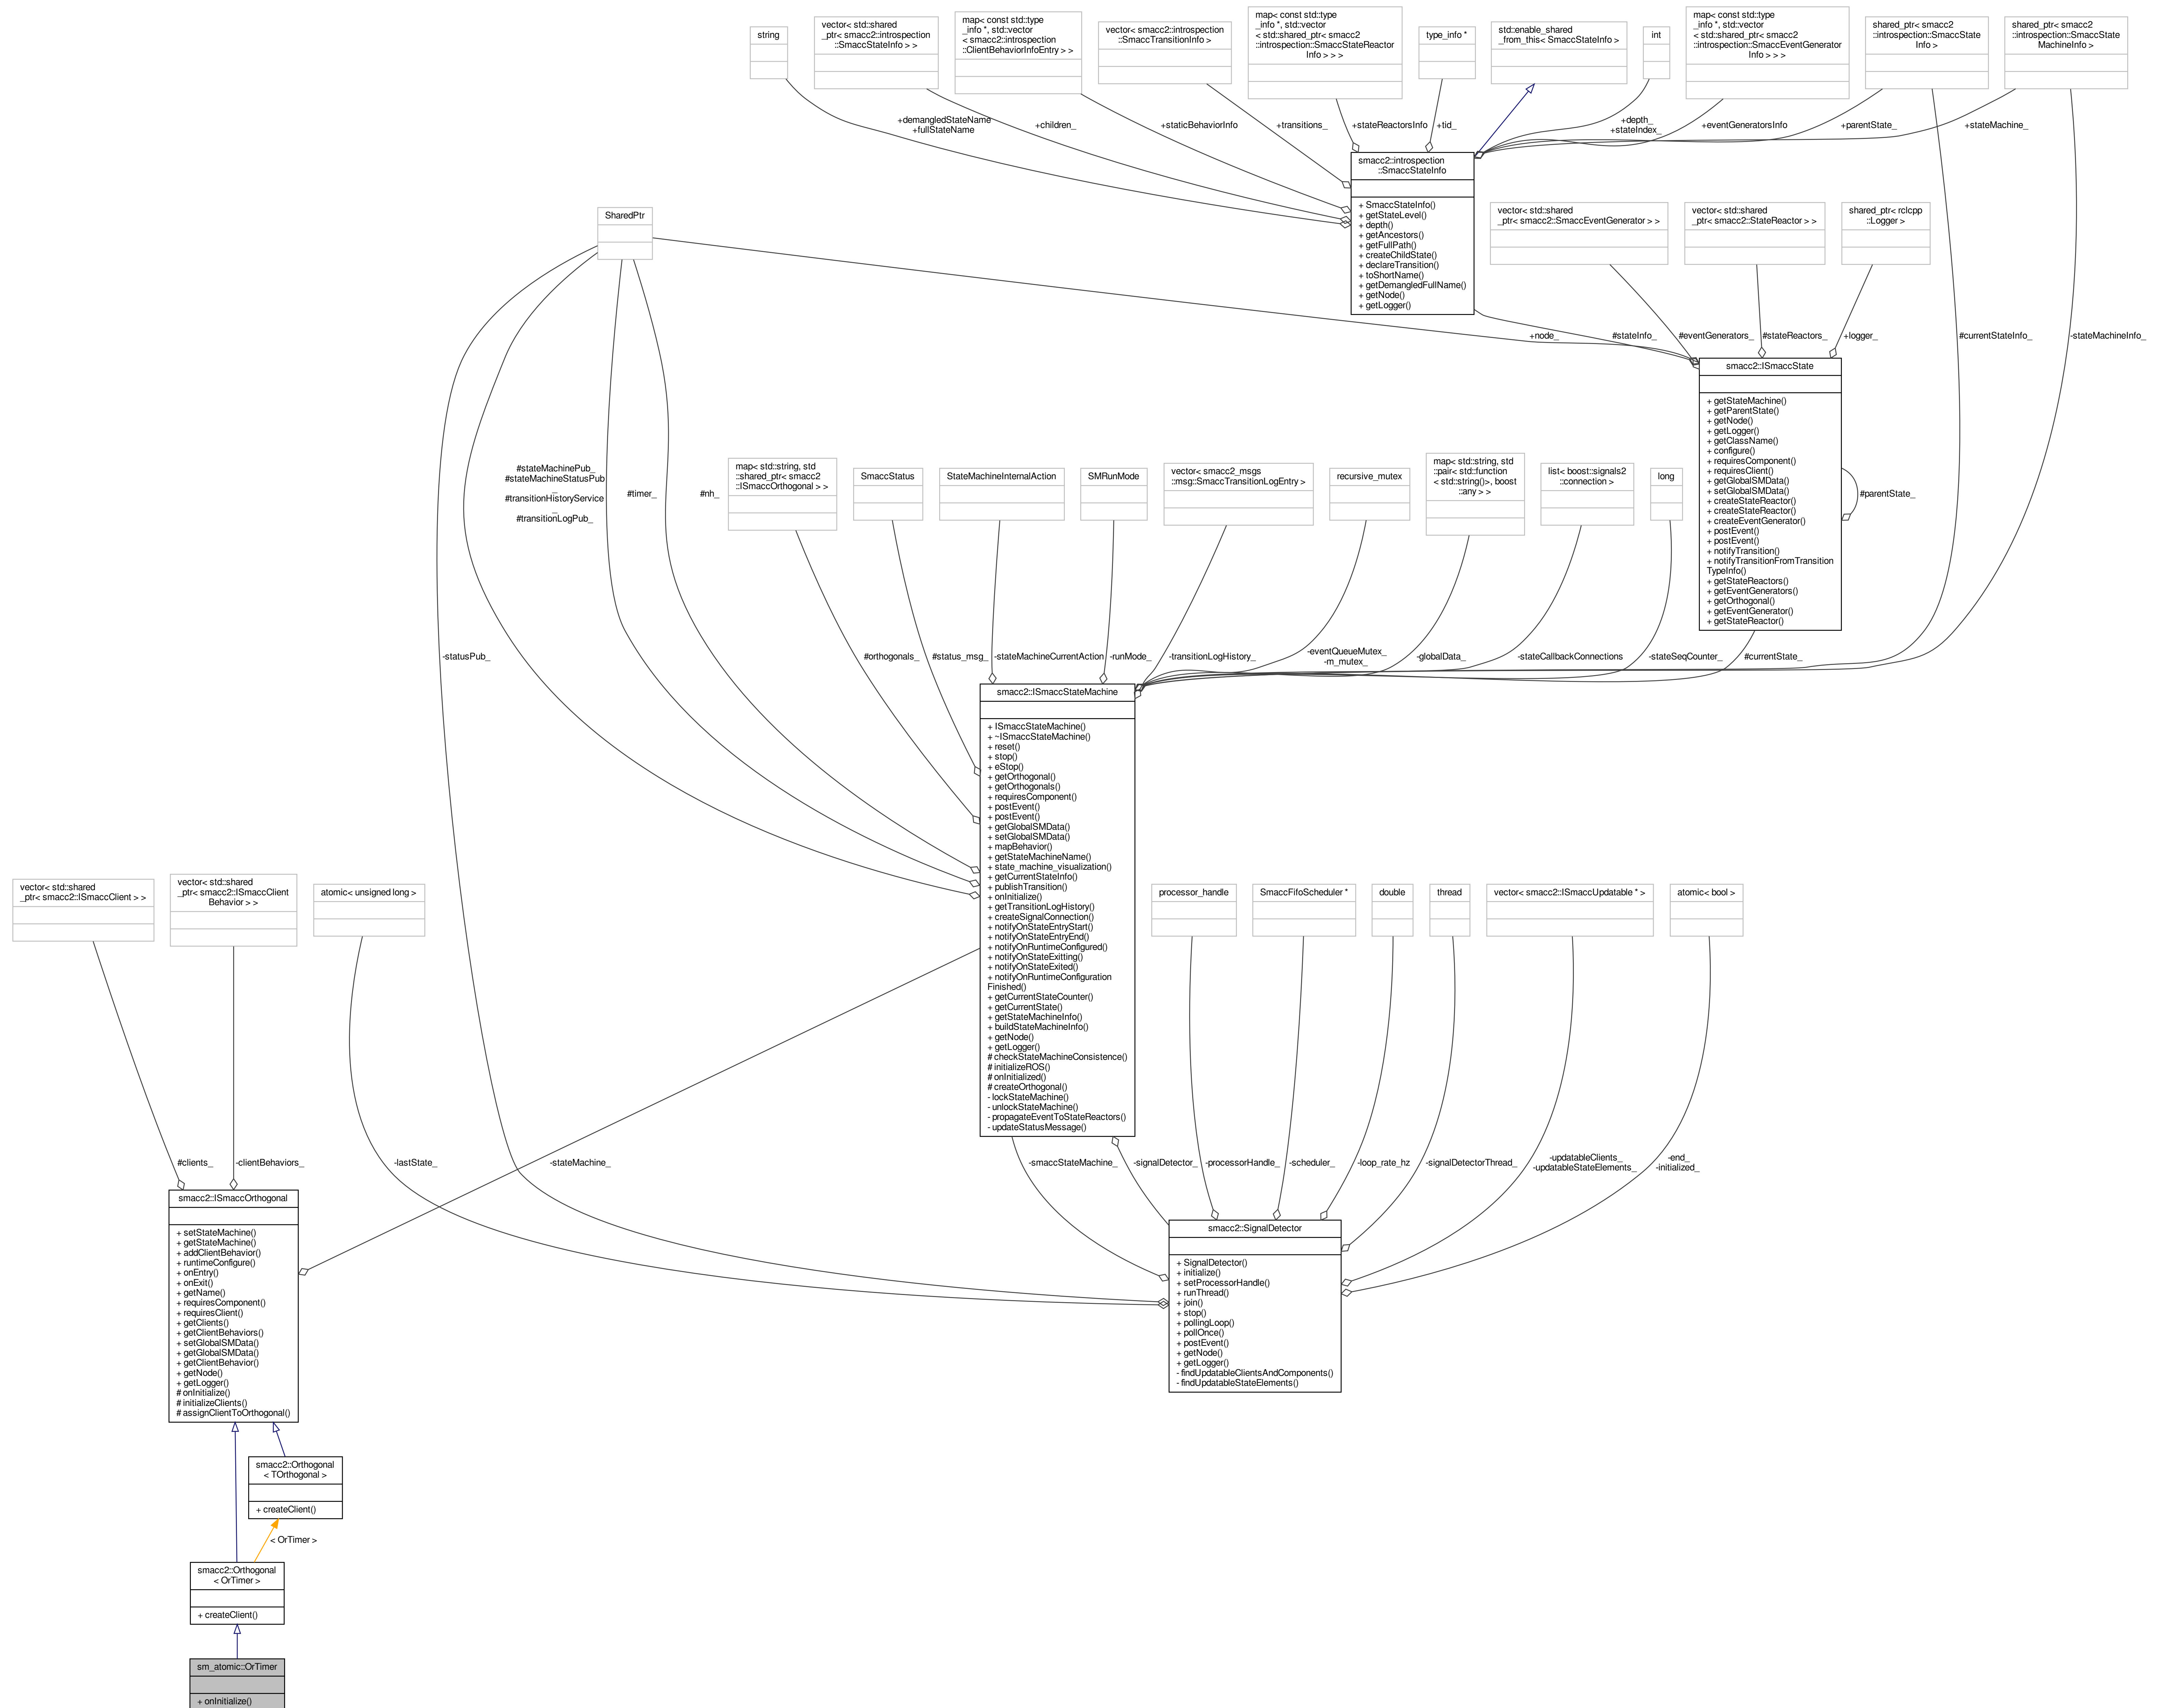 string
vector< std::shared
_ptr< smacc2::introspection
::SmaccStateInfo > >
map< const std::type
_info *, std::vector
< smacc2::introspection
::ClientBehaviorInfoEntry > >
vector< smacc2::introspection
::SmaccTransitionInfo >
map< const std::type
_info *, std::vector
< std::shared_ptr< smacc2
::introspection::SmaccStateReactor
Info > > >
type_info *
std::enable_shared
_from_this< SmaccStateInfo >
int
map< const std::type
_info *, std::vector
< std::shared_ptr< smacc2
::introspection::SmaccEventGenerator
Info > > >
shared_ptr< smacc2
::introspection::SmaccState
Info >
shared_ptr< smacc2
::introspection::SmaccState
MachineInfo >
+demangledStateName
+fullStateName
+children_
+staticBehaviorInfo
+transitions_
+stateReactorsInfo
+tid_
+depth_
+stateIndex_
+eventGeneratorsInfo
+parentState_
+stateMachine_
smacc2::introspection
::SmaccStateInfo
+ SmaccStateInfo()
+ getStateLevel()
+ depth()
+ getAncestors()
+ getFullPath()
+ createChildState()
+ declareTransition()
+ toShortName()
+ getDemangledFullName()
+ getNode()
+ getLogger()
SharedPtr
vector< std::shared
_ptr< smacc2::SmaccEventGenerator > >
vector< std::shared
_ptr< smacc2::StateReactor > >
shared_ptr< rclcpp
::Logger >
+node_
#stateInfo_
#eventGenerators_
#stateReactors_
+logger_
#currentStateInfo_
-stateMachineInfo_
smacc2::ISmaccState
+ getStateMachine()
+ getParentState()
+ getNode()
+ getLogger()
+ getClassName()
+ configure()
+ requiresComponent()
+ requiresClient()
+ getGlobalSMData()
+ setGlobalSMData()
+ createStateReactor()
+ createStateReactor()
+ createEventGenerator()
+ postEvent()
+ postEvent()
+ notifyTransition()
+ notifyTransitionFromTransition
TypeInfo()
+ getStateReactors()
+ getEventGenerators()
+ getOrthogonal()
+ getEventGenerator()
+ getStateReactor()
#parentState_
#stateMachinePub_
#stateMachineStatusPub
_
#transitionHistoryService
_
#transitionLogPub_
#timer_
#nh_
map< std::string, std
::shared_ptr< smacc2
::ISmaccOrthogonal > >
SmaccStatus
StateMachineInternalAction
SMRunMode
vector< smacc2_msgs
::msg::SmaccTransitionLogEntry >
recursive_mutex
map< std::string, std
::pair< std::function
< std::string()>, boost
::any > >
list< boost::signals2
::connection >
long
-statusPub_
#orthogonals_
#status_msg_
-stateMachineCurrentAction
-runMode_
-transitionLogHistory_
-eventQueueMutex_
-m_mutex_
-globalData_
-stateCallbackConnections
-stateSeqCounter_
#currentState_
smacc2::ISmaccStateMachine
+ ISmaccStateMachine()
+ ~ISmaccStateMachine()
+ reset()
+ stop()
+ eStop()
+ getOrthogonal()
+ getOrthogonals()
+ requiresComponent()
+ postEvent()
+ postEvent()
+ getGlobalSMData()
+ setGlobalSMData()
+ mapBehavior()
+ getStateMachineName()
+ state_machine_visualization()
+ getCurrentStateInfo()
+ publishTransition()
+ onInitialize()
+ getTransitionLogHistory()
+ createSignalConnection()
+ notifyOnStateEntryStart()
+ notifyOnStateEntryEnd()
+ notifyOnRuntimeConfigured()
+ notifyOnStateExitting()
+ notifyOnStateExited()
+ notifyOnRuntimeConfiguration
Finished()
+ getCurrentStateCounter()
+ getCurrentState()
+ getStateMachineInfo()
+ buildStateMachineInfo()
+ getNode()
+ getLogger()
# checkStateMachineConsistence()
# initializeROS()
# onInitialized()
# createOrthogonal()
- lockStateMachine()
- unlockStateMachine()
- propagateEventToStateReactors()
- updateStatusMessage()
vector< std::shared
_ptr< smacc2::ISmaccClient > >
vector< std::shared
_ptr< smacc2::ISmaccClient
Behavior > >
atomic< unsigned long >
processor_handle
SmaccFifoScheduler *
double
thread
vector< smacc2::ISmaccUpdatable * >
atomic< bool >
#clients_
-clientBehaviors_
-lastState_
-stateMachine_
-smaccStateMachine_
-signalDetector_
-processorHandle_
-scheduler_
-loop_rate_hz
-signalDetectorThread_
-updatableClients_
-updatableStateElements_
-end_
-initialized_
smacc2::ISmaccOrthogonal
+ setStateMachine()
+ getStateMachine()
+ addClientBehavior()
+ runtimeConfigure()
+ onEntry()
+ onExit()
+ getName()
+ requiresComponent()
+ requiresClient()
+ getClients()
+ getClientBehaviors()
+ setGlobalSMData()
+ getGlobalSMData()
+ getClientBehavior()
+ getNode()
+ getLogger()
# onInitialize()
# initializeClients()
# assignClientToOrthogonal()
smacc2::SignalDetector
+ SignalDetector()
+ initialize()
+ setProcessorHandle()
+ runThread()
+ join()
+ stop()
+ pollingLoop()
+ pollOnce()
+ postEvent()
+ getNode()
+ getLogger()
- findUpdatableClientsAndComponents()
- findUpdatableStateElements()
smacc2::Orthogonal
< TOrthogonal >
+ createClient()
< OrTimer >
smacc2::Orthogonal
< OrTimer >
+ createClient()
sm_atomic::OrTimer
+ onInitialize()